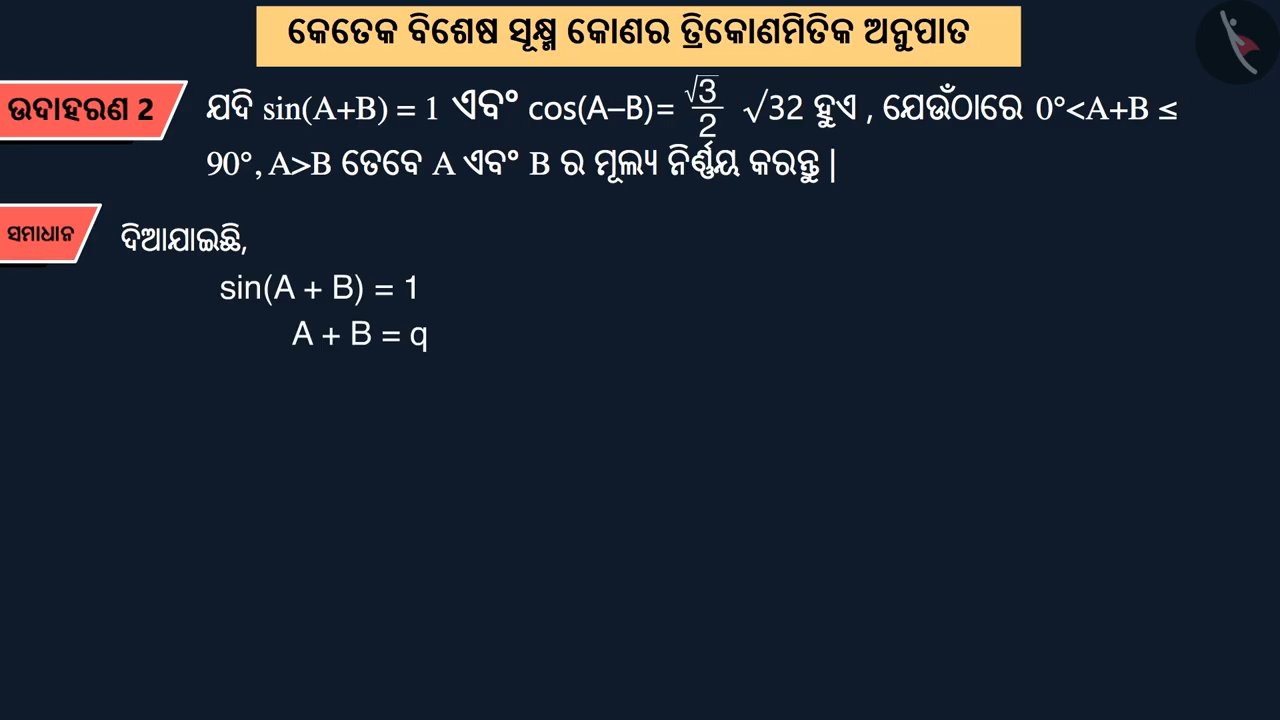 କେତେକ ବିଶେଷ ସୂକ୍ଷ୍ମ କୋଣର ତ୍ରିକୋଣମିତିକ ଅନୁପାତ
ଉଦାହରଣ 2 ଯଦି sin(A+B) = 1 ଏବଂ cos(A–B)= √3/2 √32 ହୁଏ , ଯେଉଁଠାରେ 0°<A+B ≤
90°, A>B ତେବେ A ଏବଂ B ର ମୂଲ୍ୟ ନିର୍ଣ୍ଣୟ କରନ୍ତୁ |
ସମାଧାନ ଦିଆଯାଇଛି,
sin(A + B) = 1
A + B = q